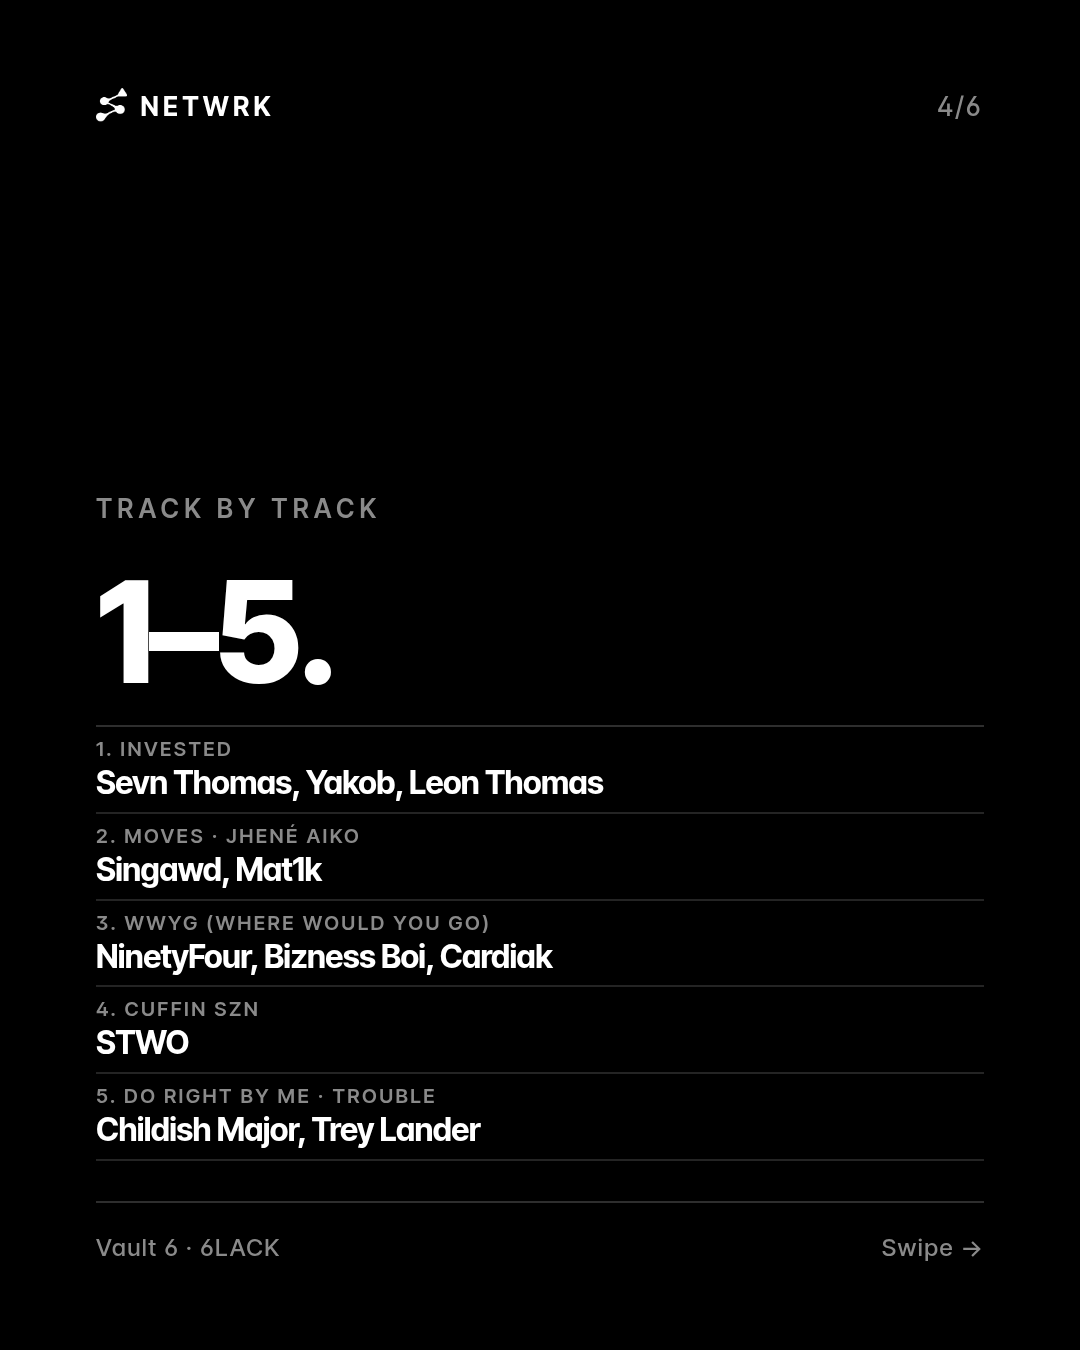 NETWRK
4/6
TRACK BY TRACK
1–5.
1. INVESTED
Sevn Thomas, Yakob, Leon Thomas
2. MOVES · JHENÉ AIKO
Singawd, Mat1k
3. WWYG (WHERE WOULD YOU GO)
NinetyFour, Bizness Boi, Cardiak
4. CUFFIN SZN
STWO
5. DO RIGHT BY ME · TROUBLE
Childish Major, Trey Lander
Vault 6 · 6LACK
Swipe →